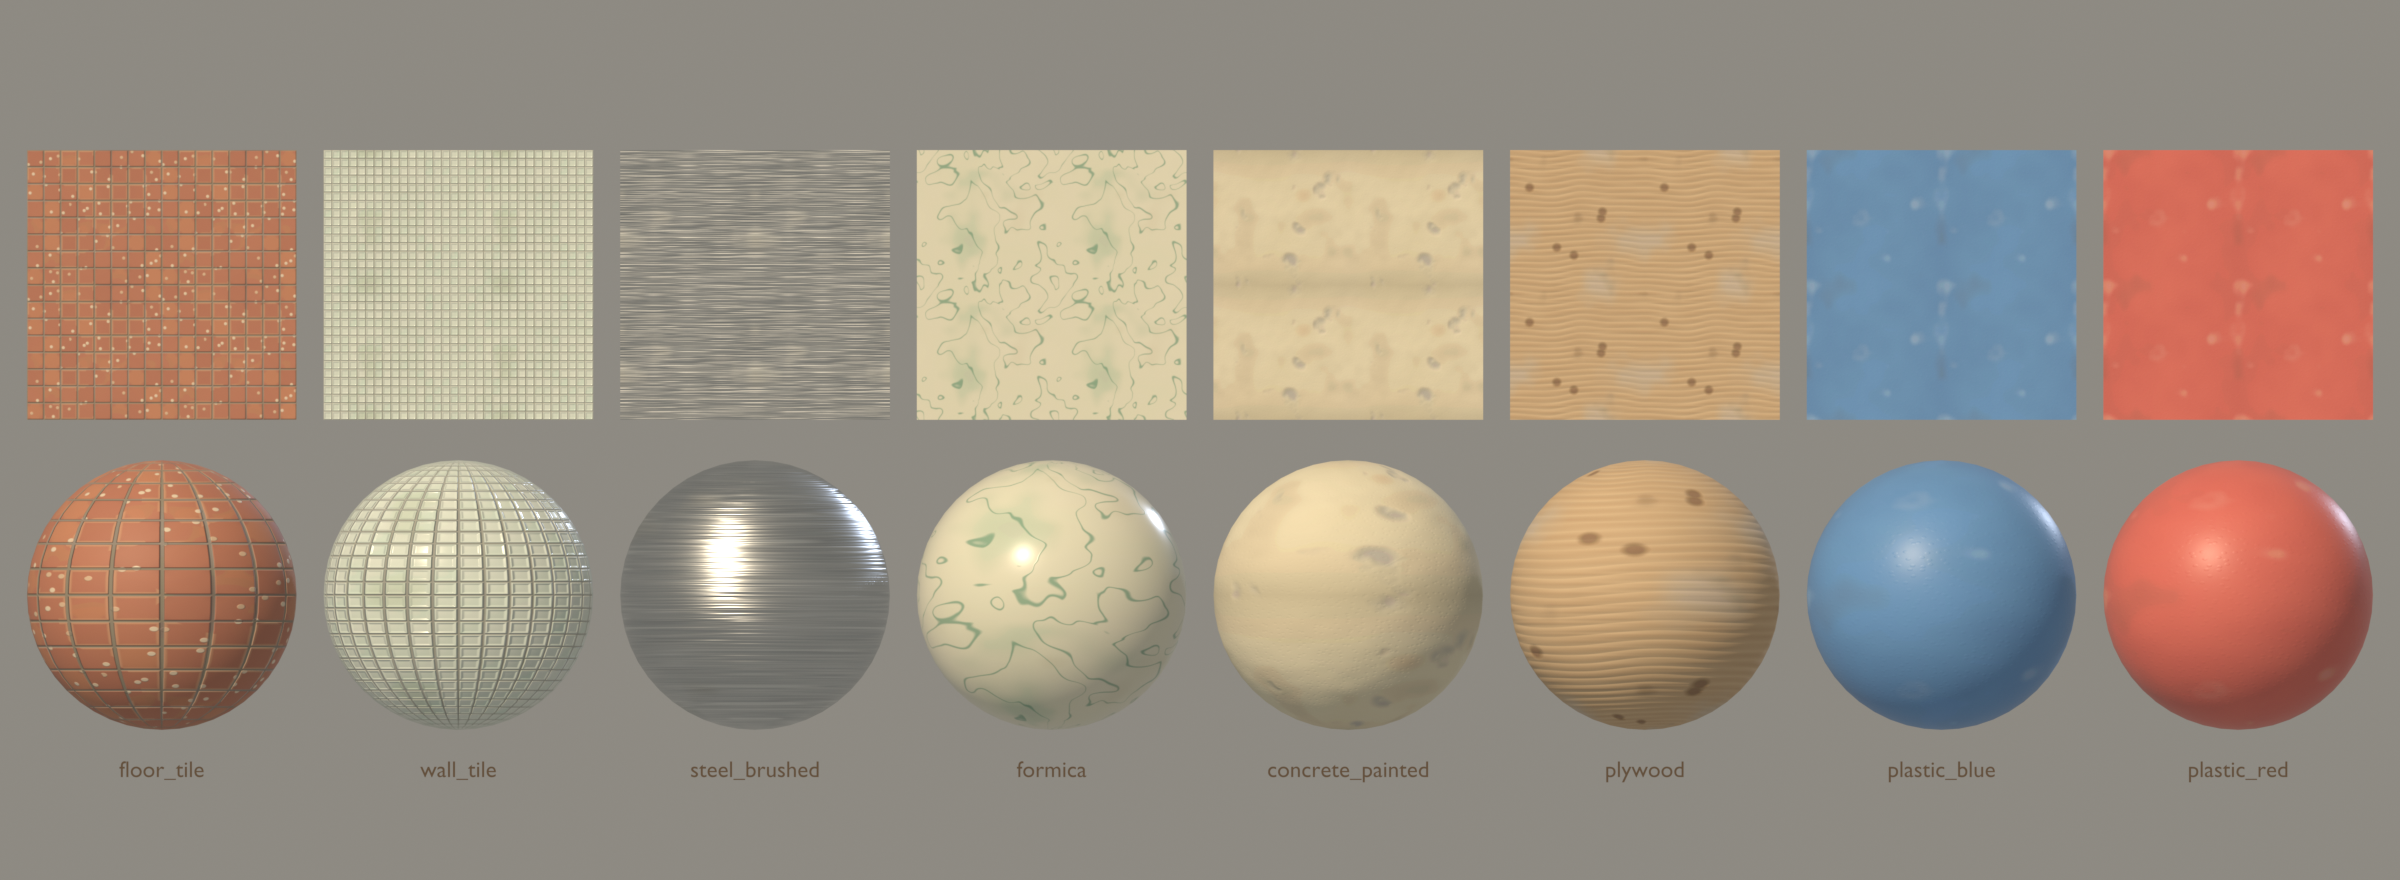 floor_tile
wall_tile
steel_brushed
formica
concrete_painted
plywood
plastic_blue
plastic_red